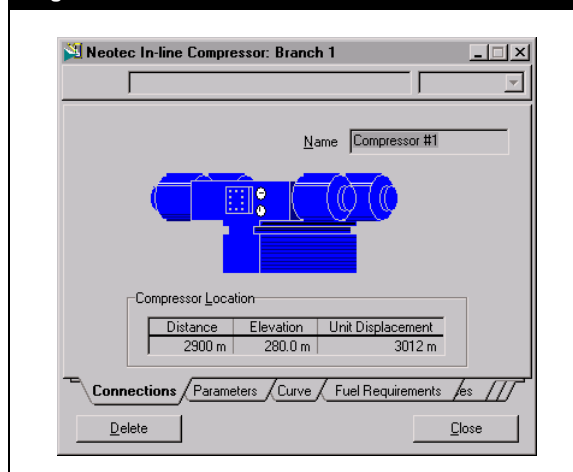 Neotec In-line Compressor: Branch 1
Name Compressor #1
Compressor Location
Distance Elevation Unit Displacement
2900 m 280.0 m 3012 m
Connections Parameters Curve Fuel Requirements
Delete Close